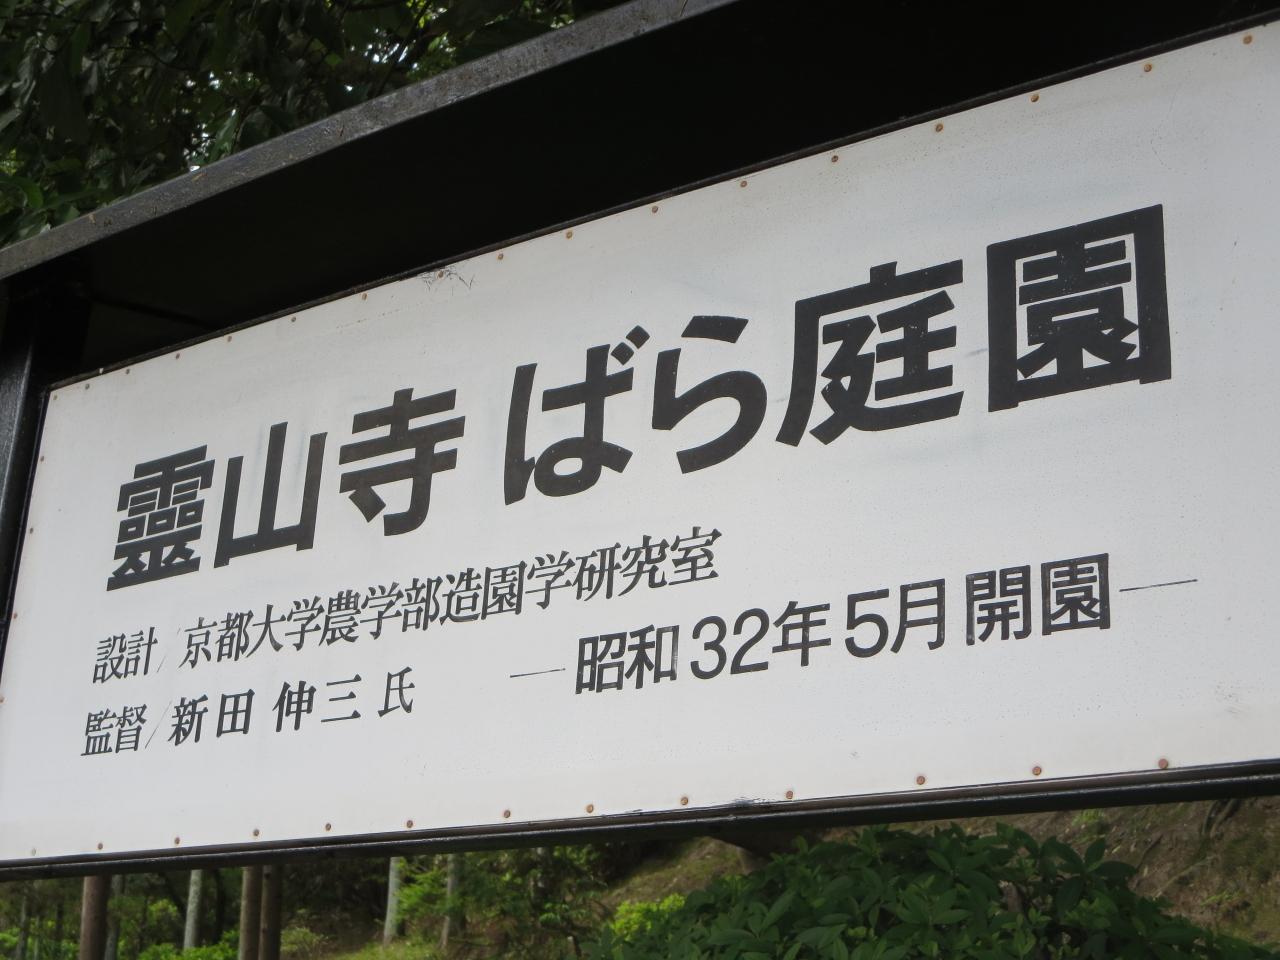 靈山寺 ばら庭園
設計/京都大学農学部造園学研究室
監督/新田 伸三 氏
—昭和32年5月開園—